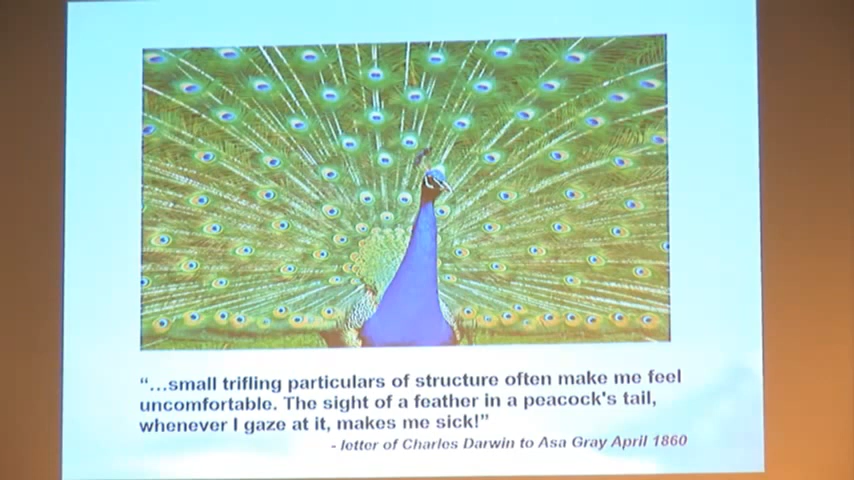 “...small trifling particulars of structure often make me feel
uncomfortable. The sight of a feather in a peacock's tail,
whenever I gaze at it, makes me sick!”
- letter of Charles Darwin to Asa Gray April 1860